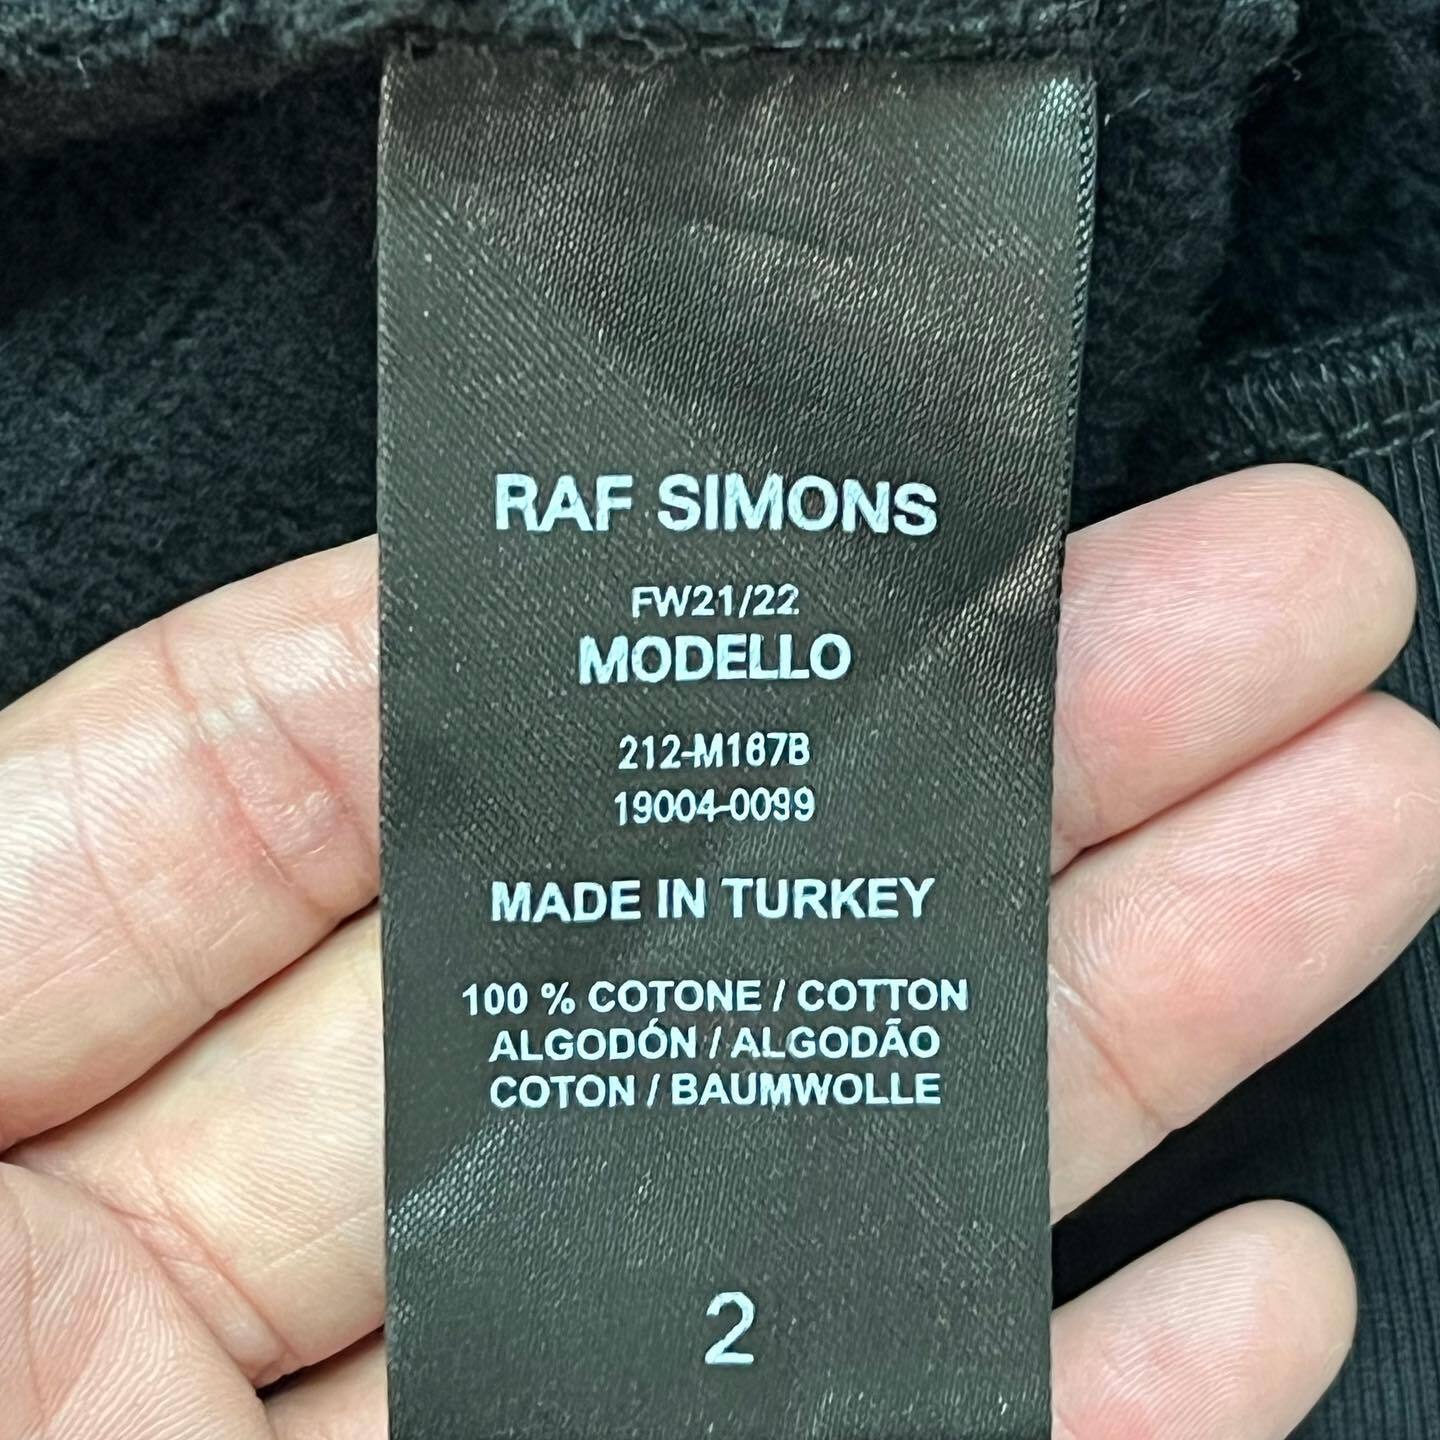 RAF SIMONS
FW21/22
MODELLO
212-M167B
19004-0099
MADE IN TURKEY
100 % COTONE / COTTON
ALGODÓN / ALGODÃO
COTON / BAUMWOLLE
2